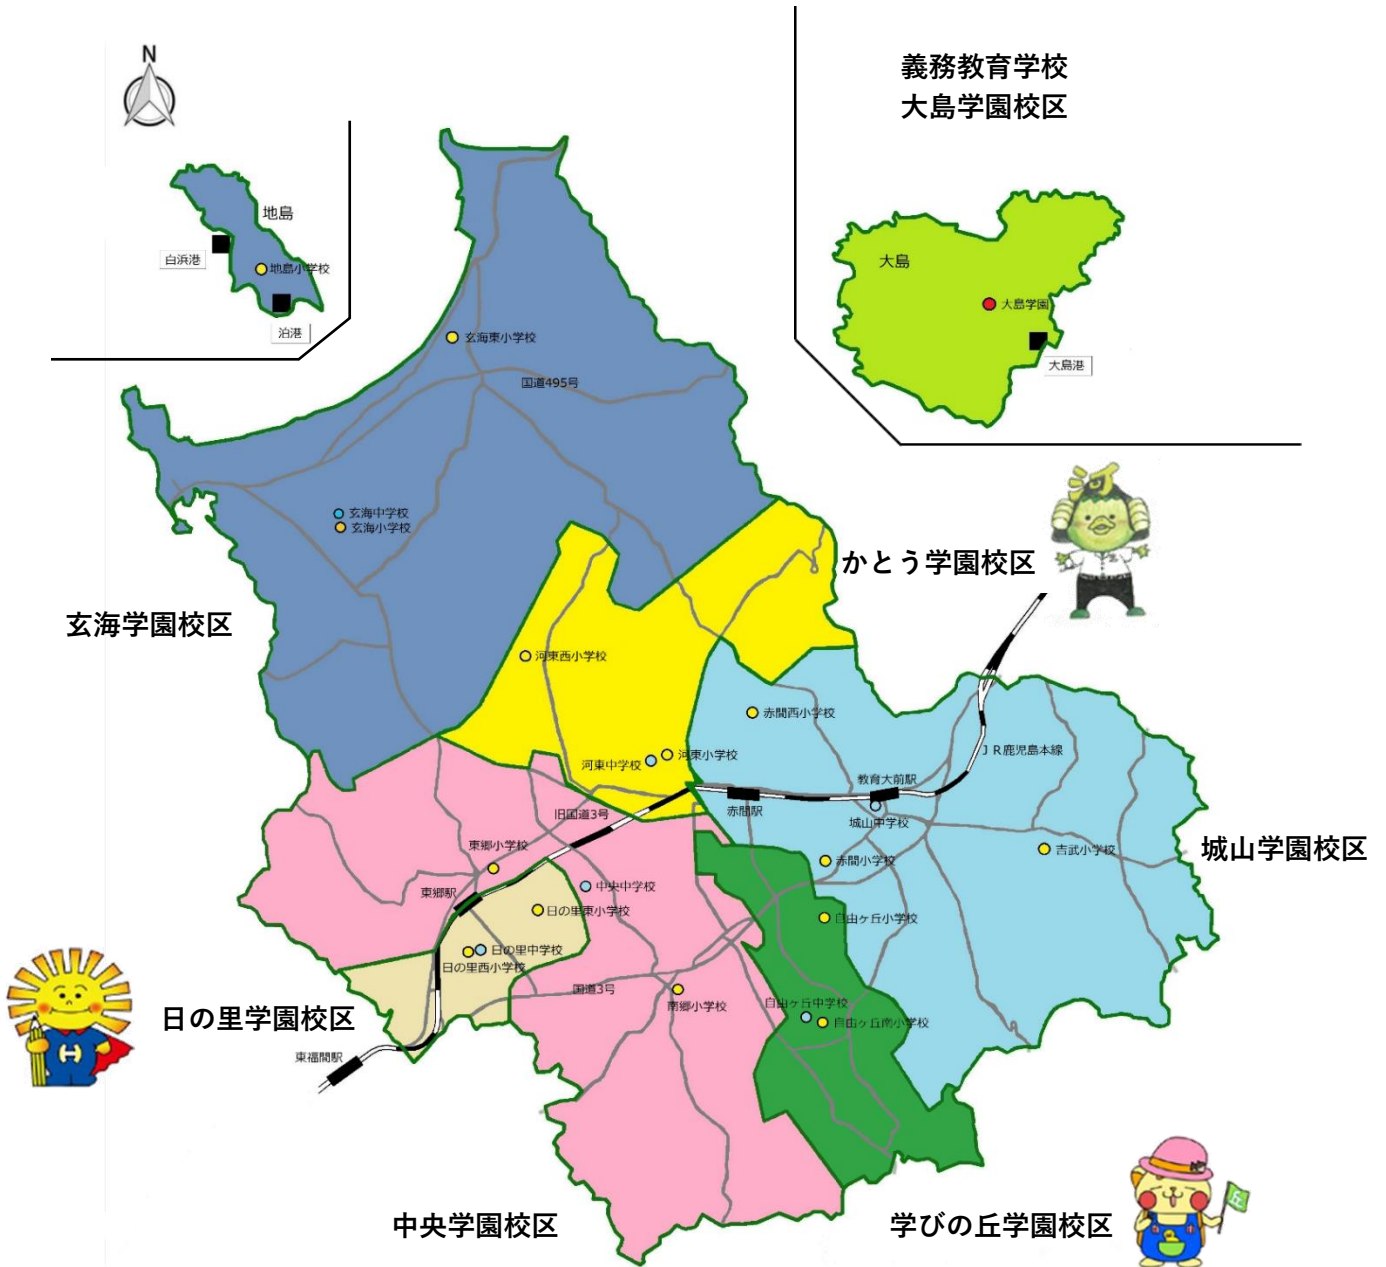 N
義務教育学校
大島学園校区
地島
白浜港
地島小学校
泊港
大島
大島学園
大島港
玄海東小学校
国道495号
玄海中学校
玄海小学校
かとう学園校区
玄海学園校区
河東西小学校
赤間西小学校
河東小学校
河東中学校
JR鹿児島本線
教育大前駅
赤間駅
旧国道3号
城山中学校
東郷小学校
赤間小学校
吉武小学校
城山学園校区
東郷駅
中央中学校
日の里東小学校
自由ヶ丘小学校
日の里中学校
日の里西小学校
国道3号
南郷小学校
自由ヶ丘中学校
自由ヶ丘南小学校
日の里学園校区
H
東福間駅
中央学園校区
学びの丘学園校区
丘